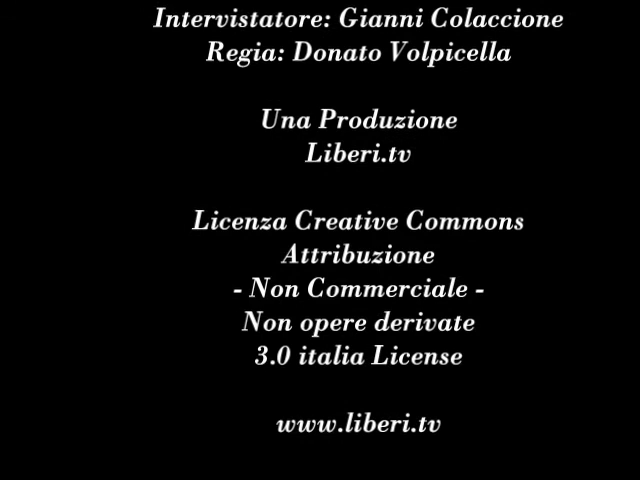 Intervistatore: Gianni Colaccione
Regia: Donato Volpicella
Una Produzione
Liberi.tv
Licenza Creative Commons
Attribuzione
- Non Commerciale -
Non opere derivate
3.0 italia License
www.liberi.tv